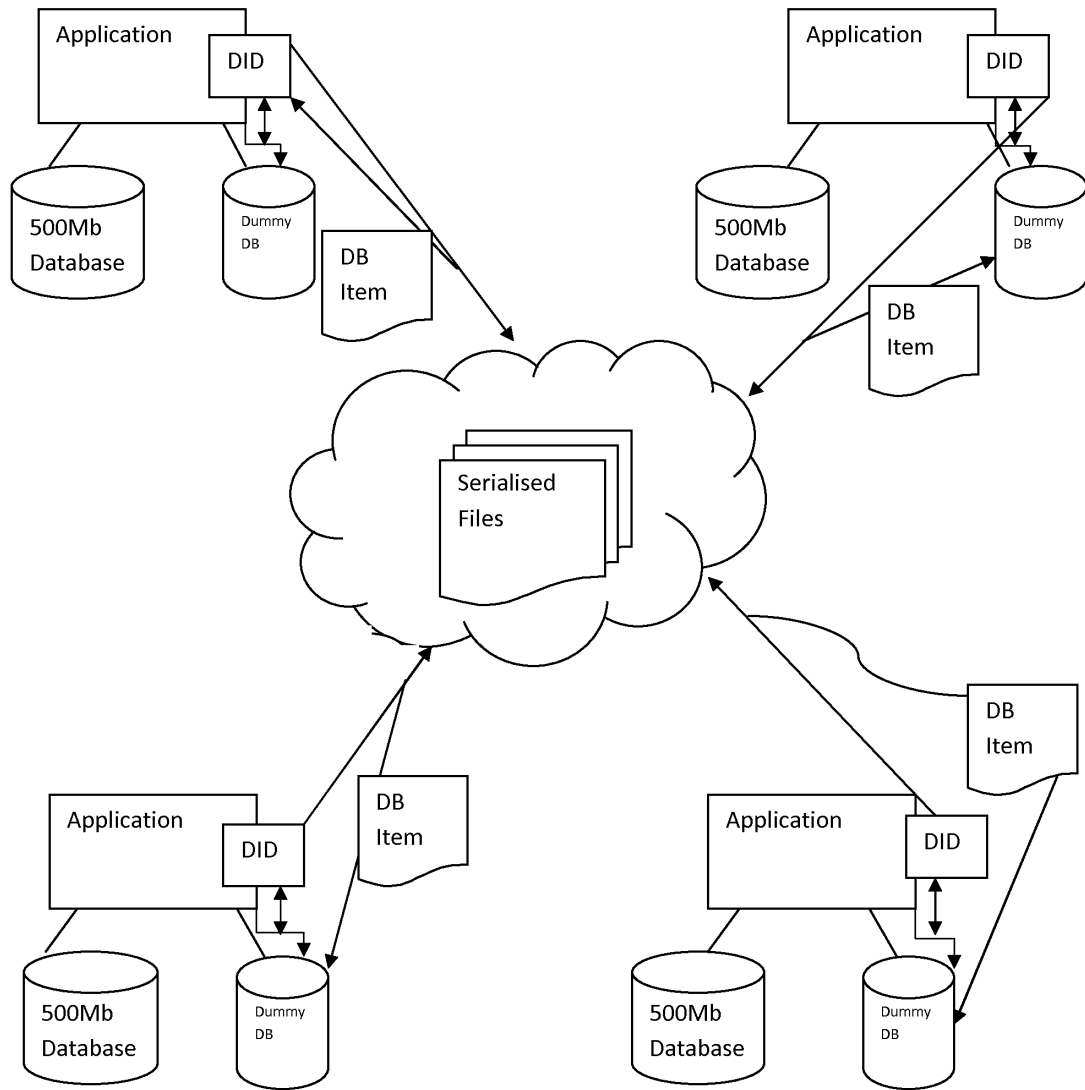 Application
DID
500Mb
Database
Dummy
DB
DB
Item
Application
DID
500Mb
Database
Dummy
DB
DB
Item
Serialised
Files
Application
DID
500Mb
Database
Dummy
DB
DB
Item
Application
DID
500Mb
Database
Dummy
DB
DB
Item